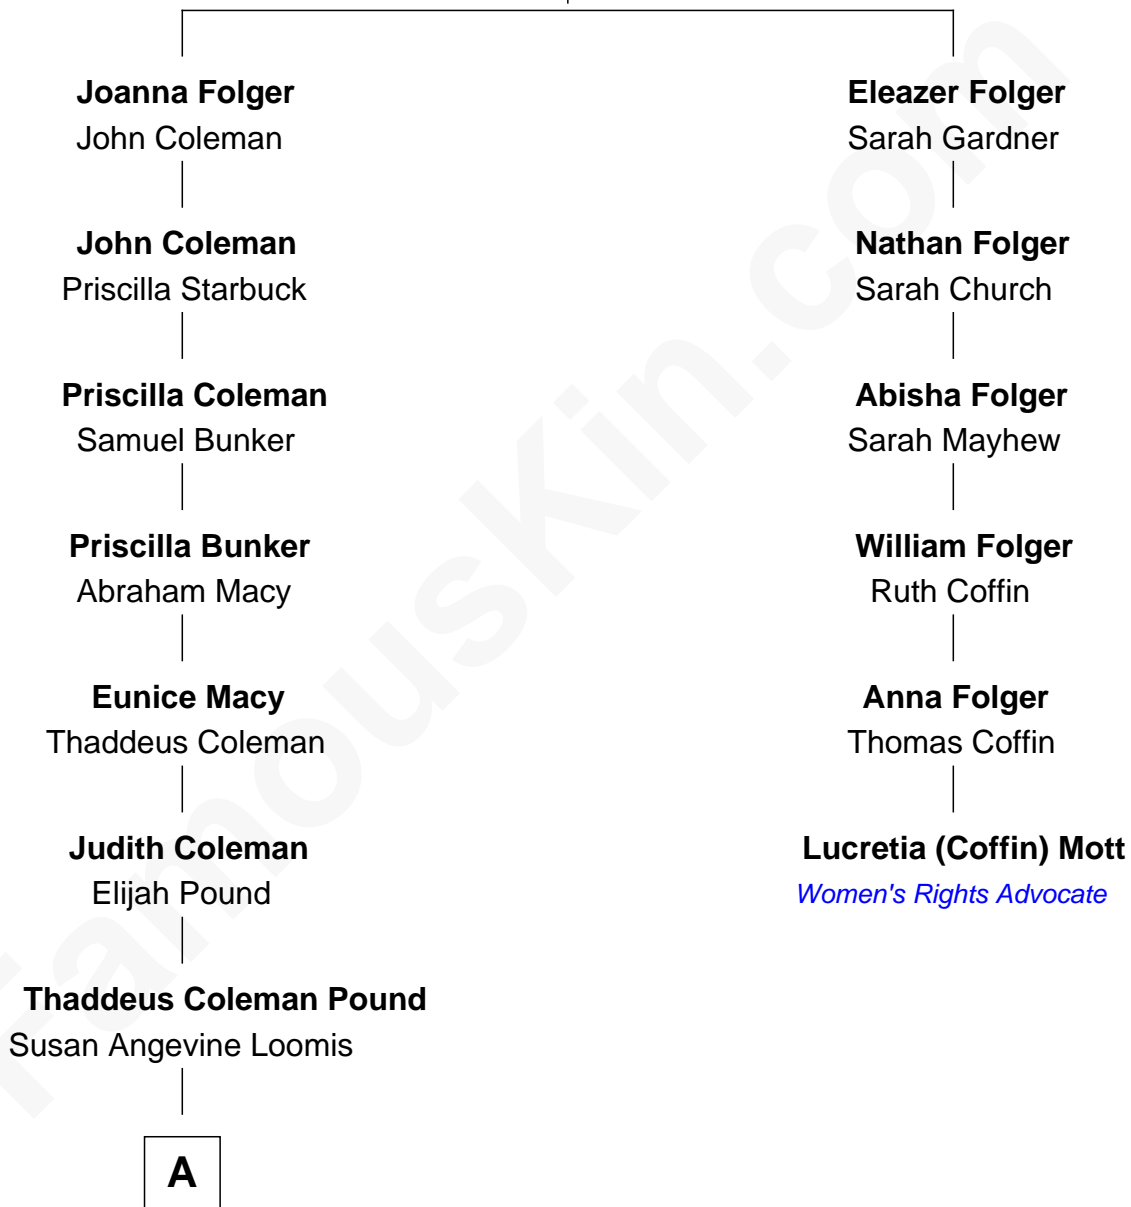 Joanna Folger
John Coleman
John Coleman
Priscilla Starbuck
Priscilla Coleman
Samuel Bunker
Priscilla Bunker
Abraham Macy
Eunice Macy
Thaddeus Coleman
Judith Coleman
Elijah Pound
Thaddeus Coleman Pound
Susan Angevine Loomis
A
Eleazer Folger
Sarah Gardner
Nathan Folger
Sarah Church
Abisha Folger
Sarah Mayhew
William Folger
Ruth Coffin
Anna Folger
Thomas Coffin
Lucretia (Coffin) Mott
Women's Rights Advocate
FamousKin.com